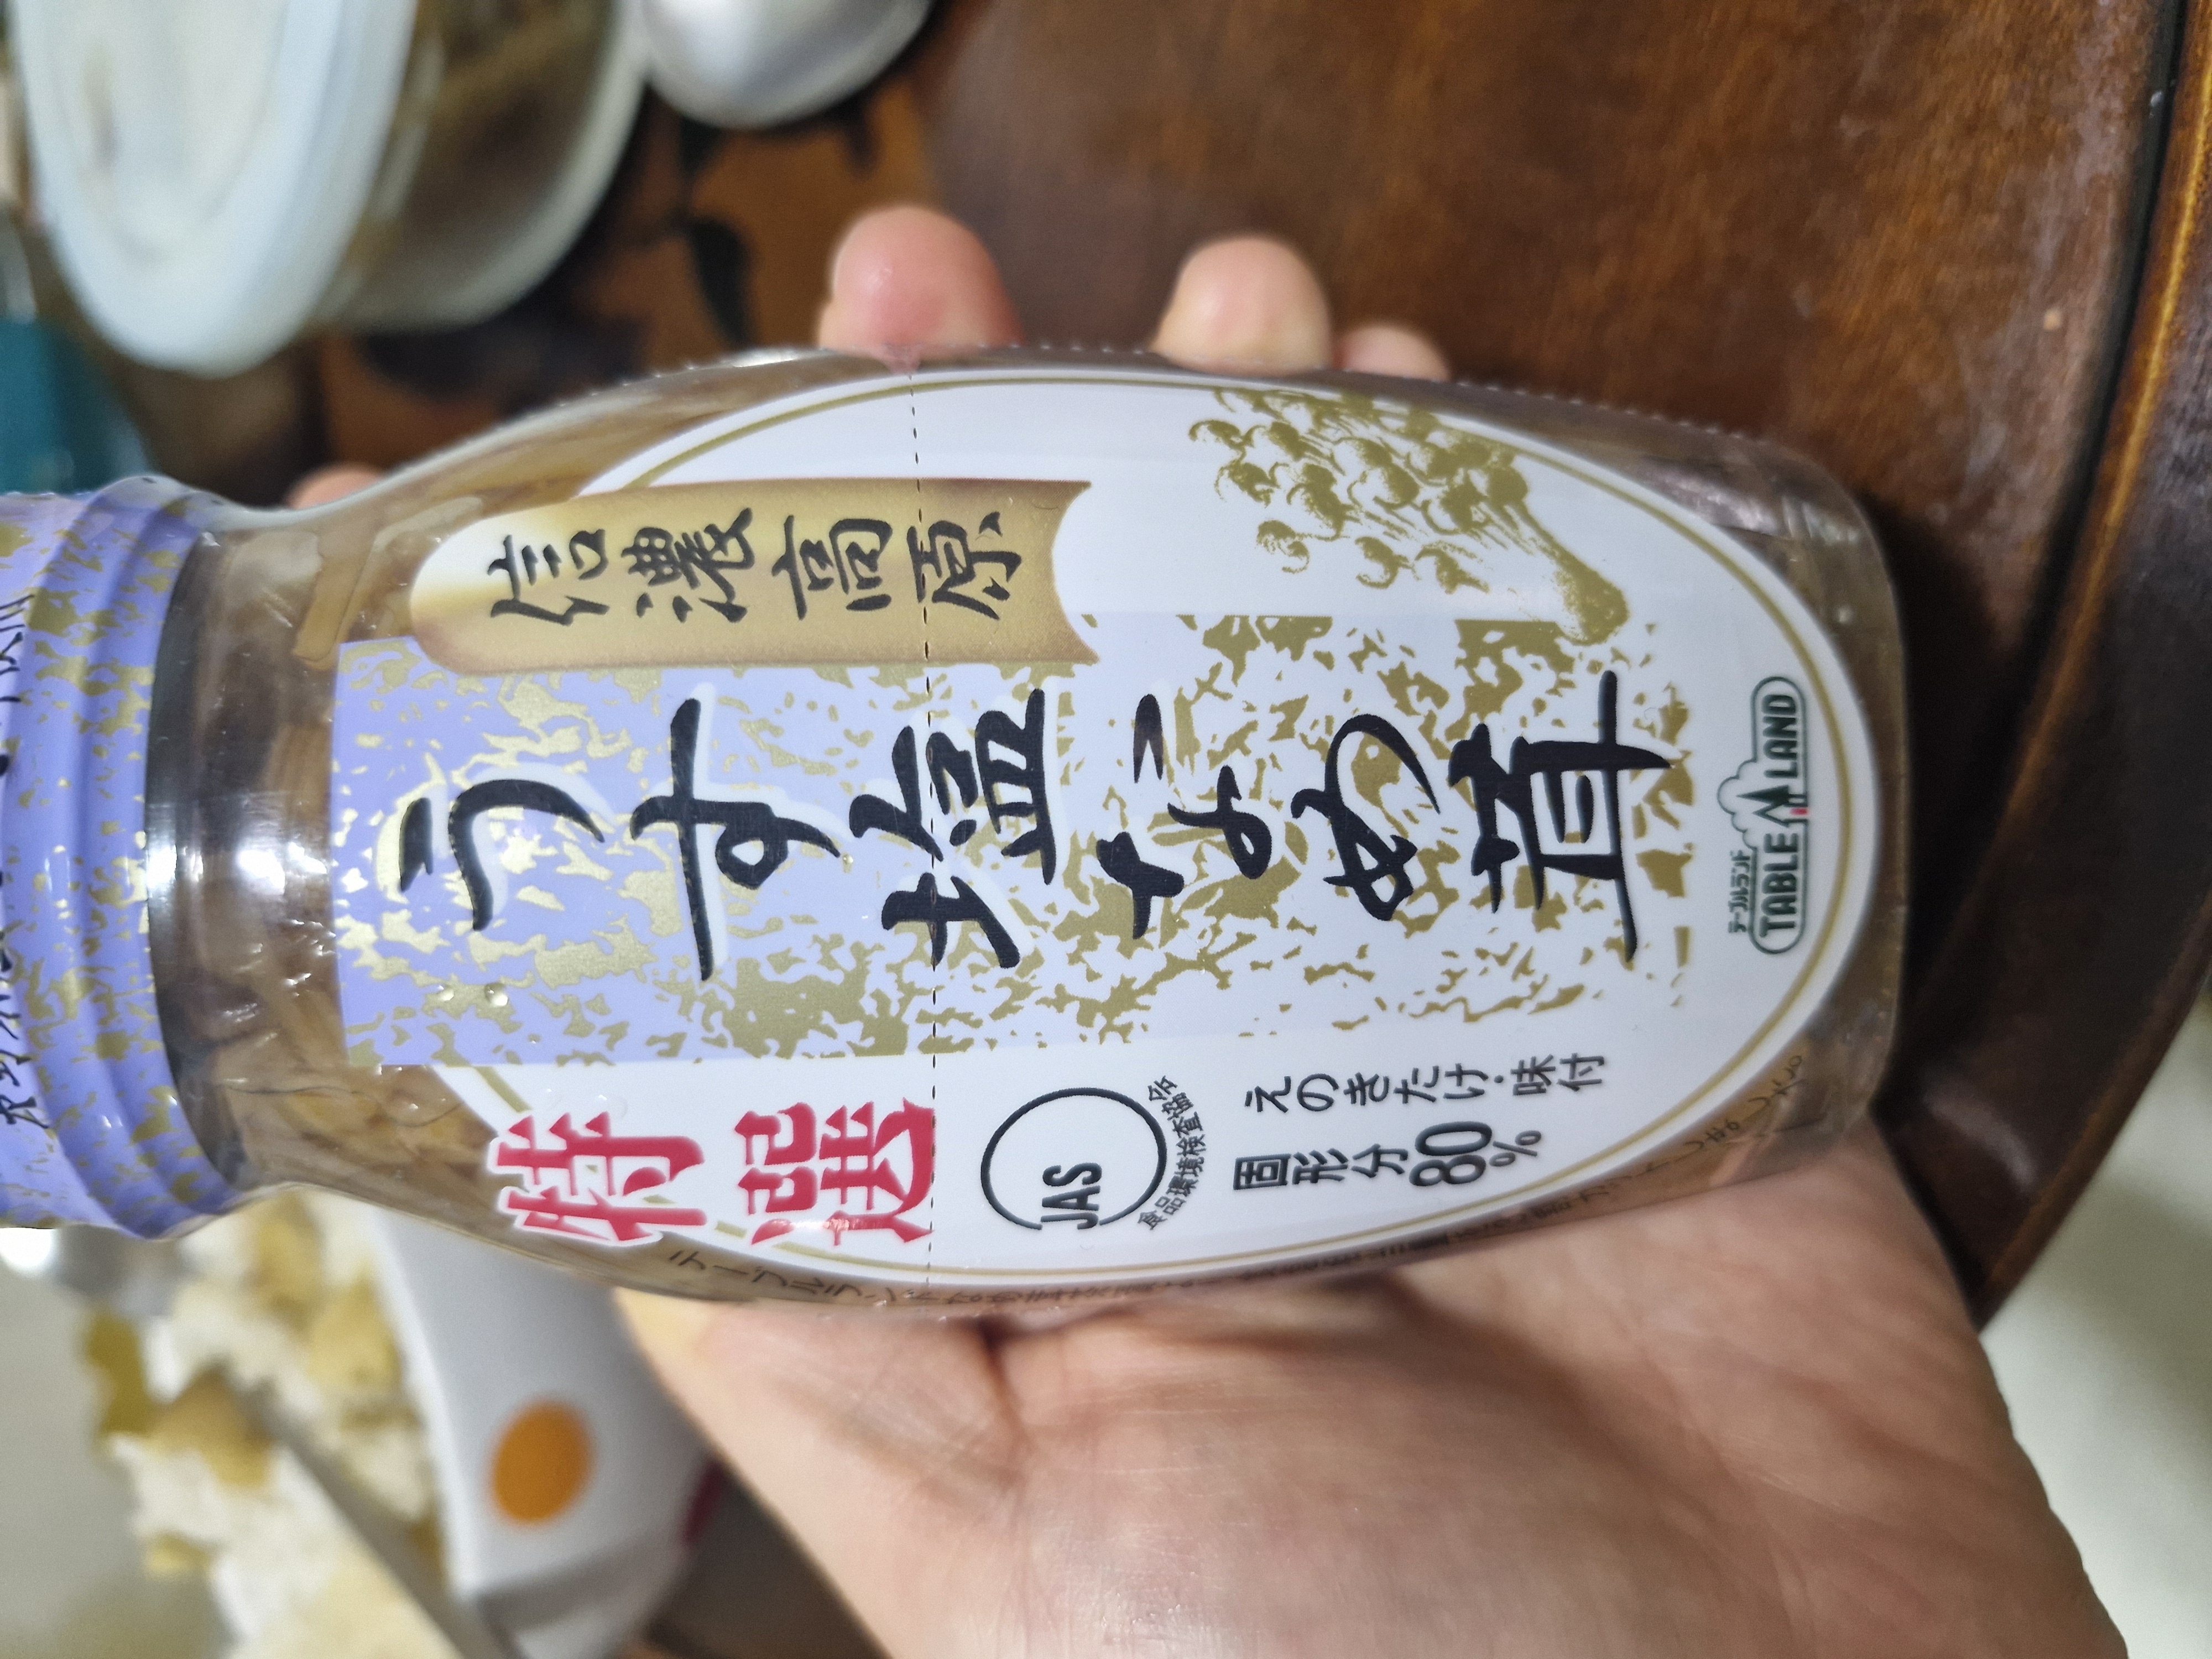 信濃高原
うす塩なめ茸
特選
JAS
食品環境検査協会
えのきたけ・味付
固形分80%
テーブルランド
TABLE LAND